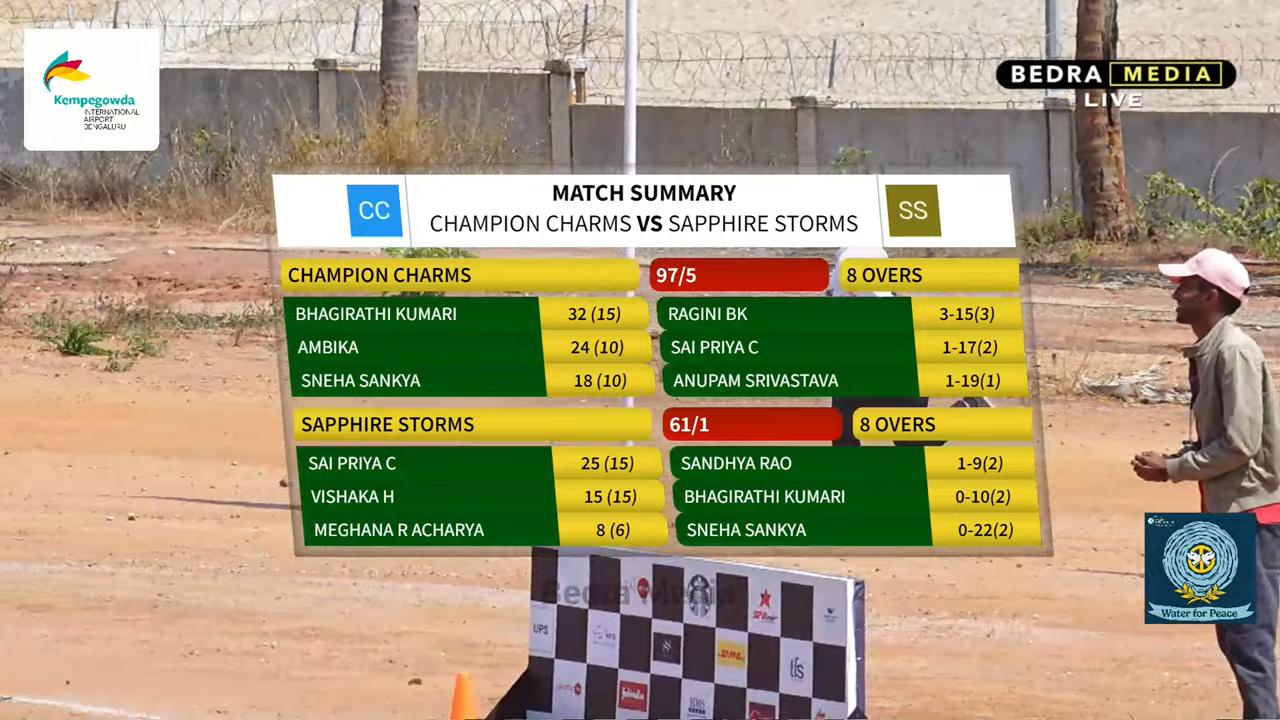 Kempegowda
INTERNATIONAL
AIRPORT
BENGALURU
BEDRA MEDIA
LIVE
CC
MATCH SUMMARY
CHAMPION CHARMS VS SAPPHIRE STORMS
SS
CHAMPION CHARMS 97/5 8 OVERS
BHAGIRATHI KUMARI 32 (15) RAGINI BK 3-15(3)
AMBIKA 24 (10) SAI PRIYA C 1-17(2)
SNEHA SANKYA 18 (10) ANUPAM SRIVASTAVA 1-19(1)
SAPPHIRE STORMS 61/1 8 OVERS
SAI PRIYA C 25 (15) SANDHYA RAO 1-9(2)
VISHAKA H 15 (15) BHAGIRATHI KUMARI 0-10(2)
MEGHANA R ACHARYA 8 (6) SNEHA SANKYA 0-22(2)
Water for Peace
Bedra Media
UPS
DHL
tfs